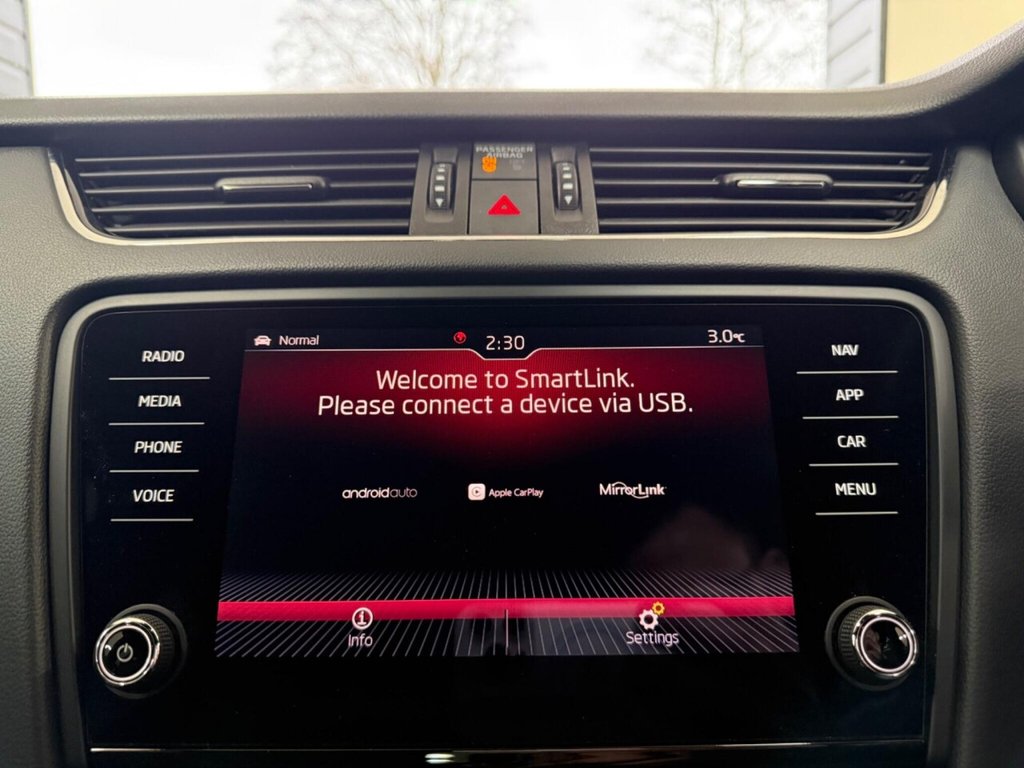 PASSENGER
AIRBAG
Normal
2:30
3.0°C
Welcome to SmartLink.
Please connect a device via USB.
androidauto
Apple CarPlay
MirrorLink
Info
Settings
RADIO
MEDIA
PHONE
VOICE
NAV
APP
CAR
MENU